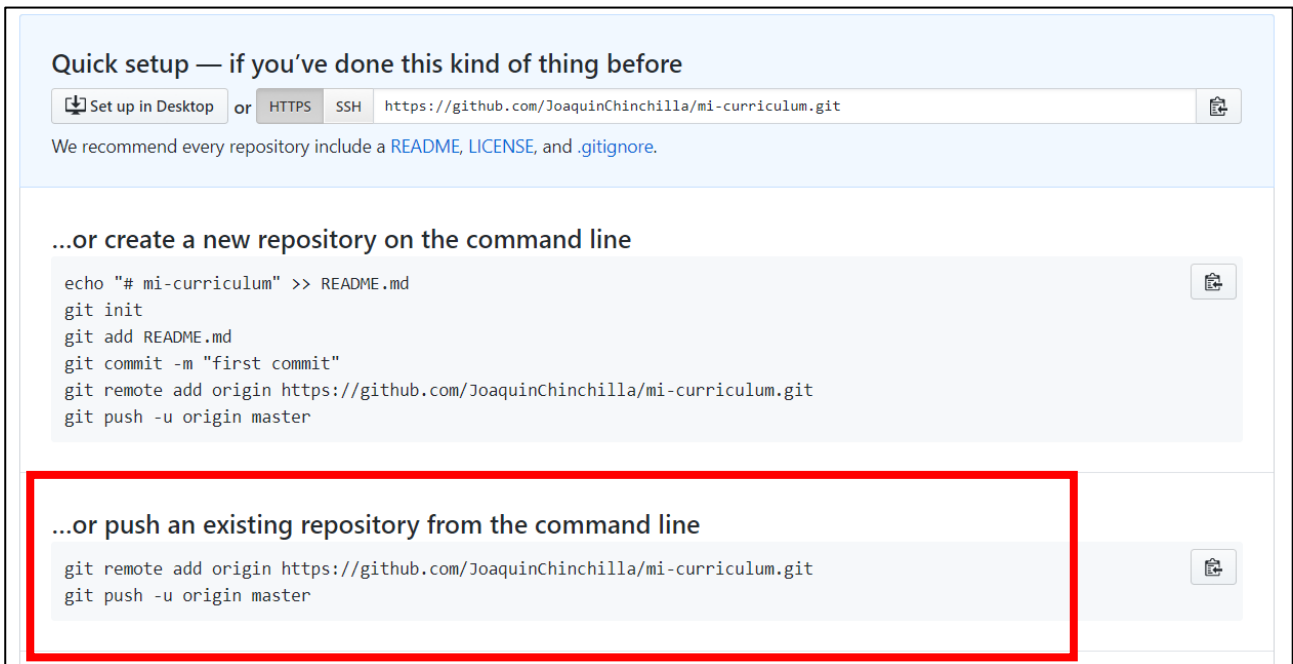 Quick setup — if you’ve done this kind of thing before
Set up in Desktop or HTTPS SSH https://github.com/JoaquinChinchilla/mi-curriculum.git
We recommend every repository include a README, LICENSE, and .gitignore.
…or create a new repository on the command line
echo "# mi-curriculum" >> README.md
git init
git add README.md
git commit -m "first commit"
git remote add origin https://github.com/JoaquinChinchilla/mi-curriculum.git
git push -u origin master
…or push an existing repository from the command line
git remote add origin https://github.com/JoaquinChinchilla/mi-curriculum.git
git push -u origin master